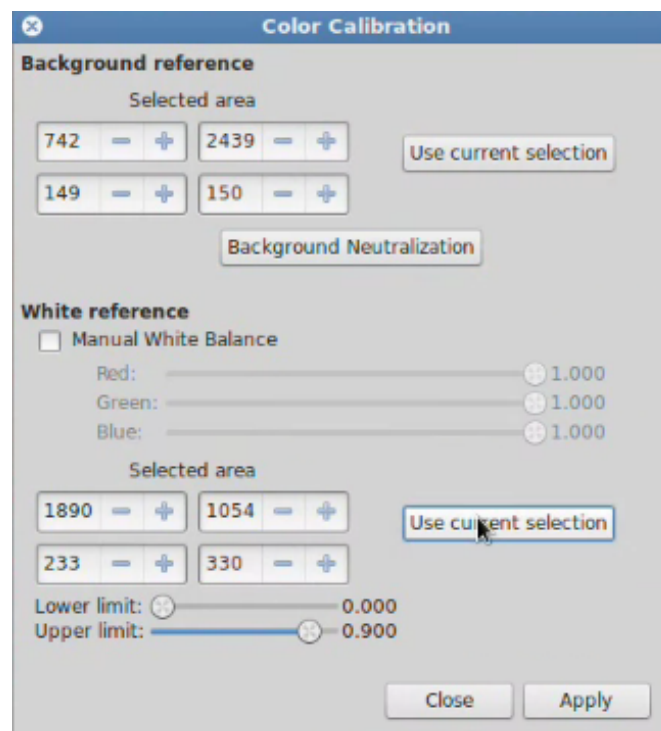 Color Calibration
Background reference
Selected area
742 2439
Use current selection
149 150
Background Neutralization
White reference
Manual White Balance
Red: 1.000
Green: 1.000
Blue: 1.000
Selected area
1890 1054
Use current selection
233 330
Lower limit: 0.000
Upper limit: 0.900
Close Apply